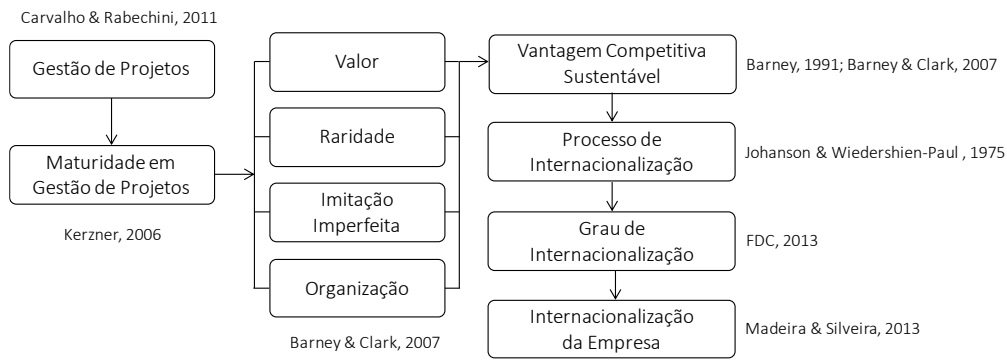 Carvalho & Rabechini, 2011
Gestão de Projetos
Maturidade em
Gestão de Projetos
Kerzner, 2006
Valor
Raridade
Imitação
Imperfeita
Organização
Barney & Clark, 2007
Vantagem Competitiva
Sustentável
Barney, 1991; Barney & Clark, 2007
Processo de
Internacionalização
Johanson & Wiedershien-Paul , 1975
Grau de
Internacionalização
FDC, 2013
Internacionalização
da Empresa
Madeira & Silveira, 2013